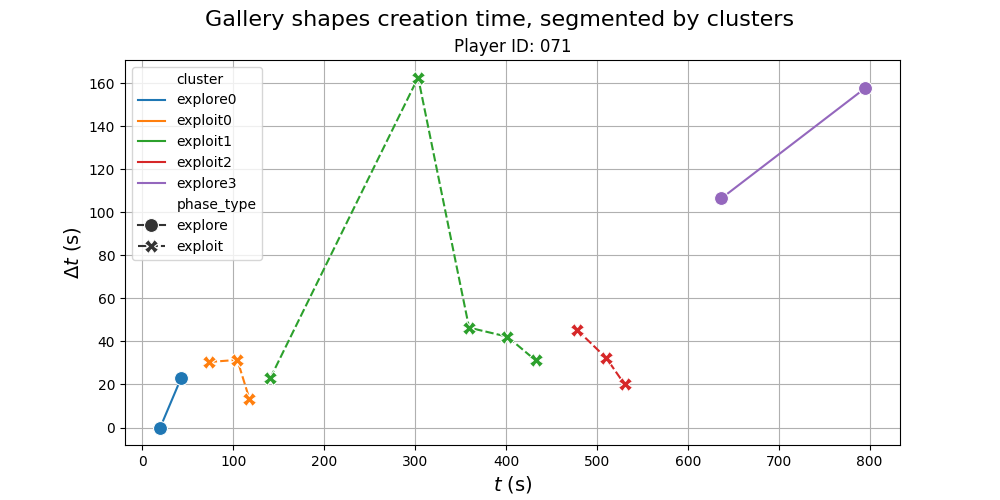 Gallery shapes creation time, segmented by clusters
Player ID: 071
cluster
explore0
exploit0
exploit1
exploit2
explore3
phase_type
explore
exploit
Δt (s)
160
140
120
100
80
60
40
20
0
0 100 200 300 400 500 600 700 800
t (s)